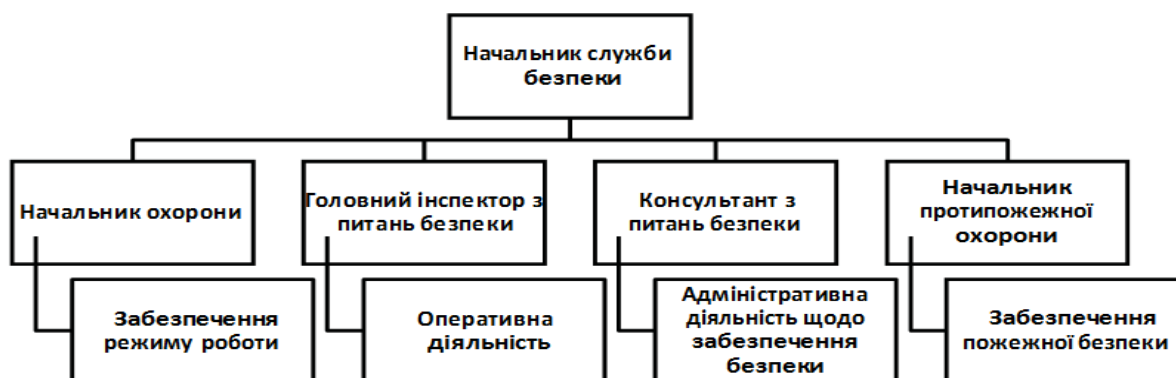 Начальник служби
безпеки
Начальник охорони
Головний інспектор з
питань безпеки
Консультант з
питань безпеки
Начальник
протипожежної
охорони
Забезпечення
режиму роботи
Оперативна
діяльність
Адміністративна
діяльність щодо
забезпечення
безпеки
Забезпечення
пожежної безпеки